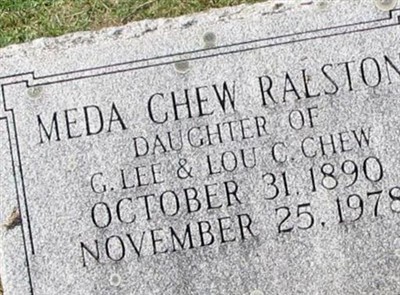 MEDA CHEW RALSTON
DAUGHTER OF
G. LEE & LOU C. CHEW
OCTOBER 31, 1890
NOVEMBER 25, 1978